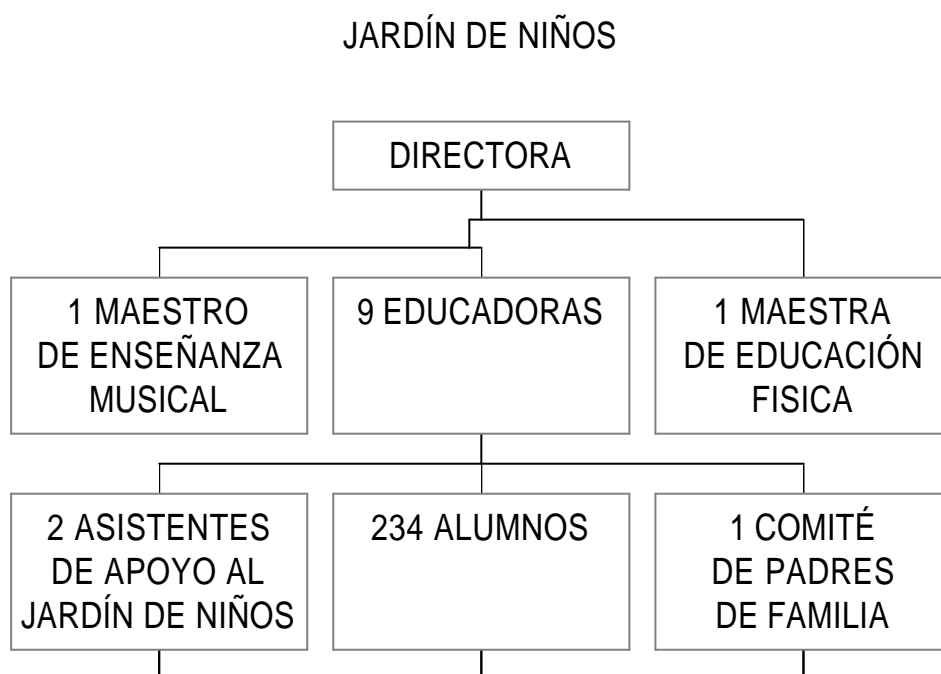 JARDÍN DE NIÑOS
DIRECTORA
1 MAESTRO
DE ENSEÑANZA
MUSICAL
9 EDUCADORAS
1 MAESTRA
DE EDUCACIÓN
FISICA
2 ASISTENTES
DE APOYO AL
JARDÍN DE NIÑOS
234 ALUMNOS
1 COMITÉ
DE PADRES
DE FAMILIA